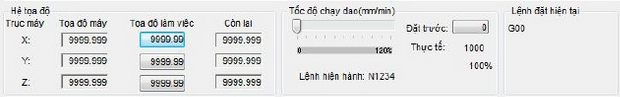 Hệ tọa độ
Trục máy Tọa độ máy Tọa độ làm việc Còn lại
X: 9999.999 9999.99 9999.999
Y: 9999.999 9999.99 9999.999
Z: 9999.999 9999.99 9999.999
Tốc độ chạy dao(mm/min)
0 120%
Đặt trước: 0
Thực tế: 1000
100%
Lệnh hiện hành: N1234
Lệnh đặt hiện tại
G00